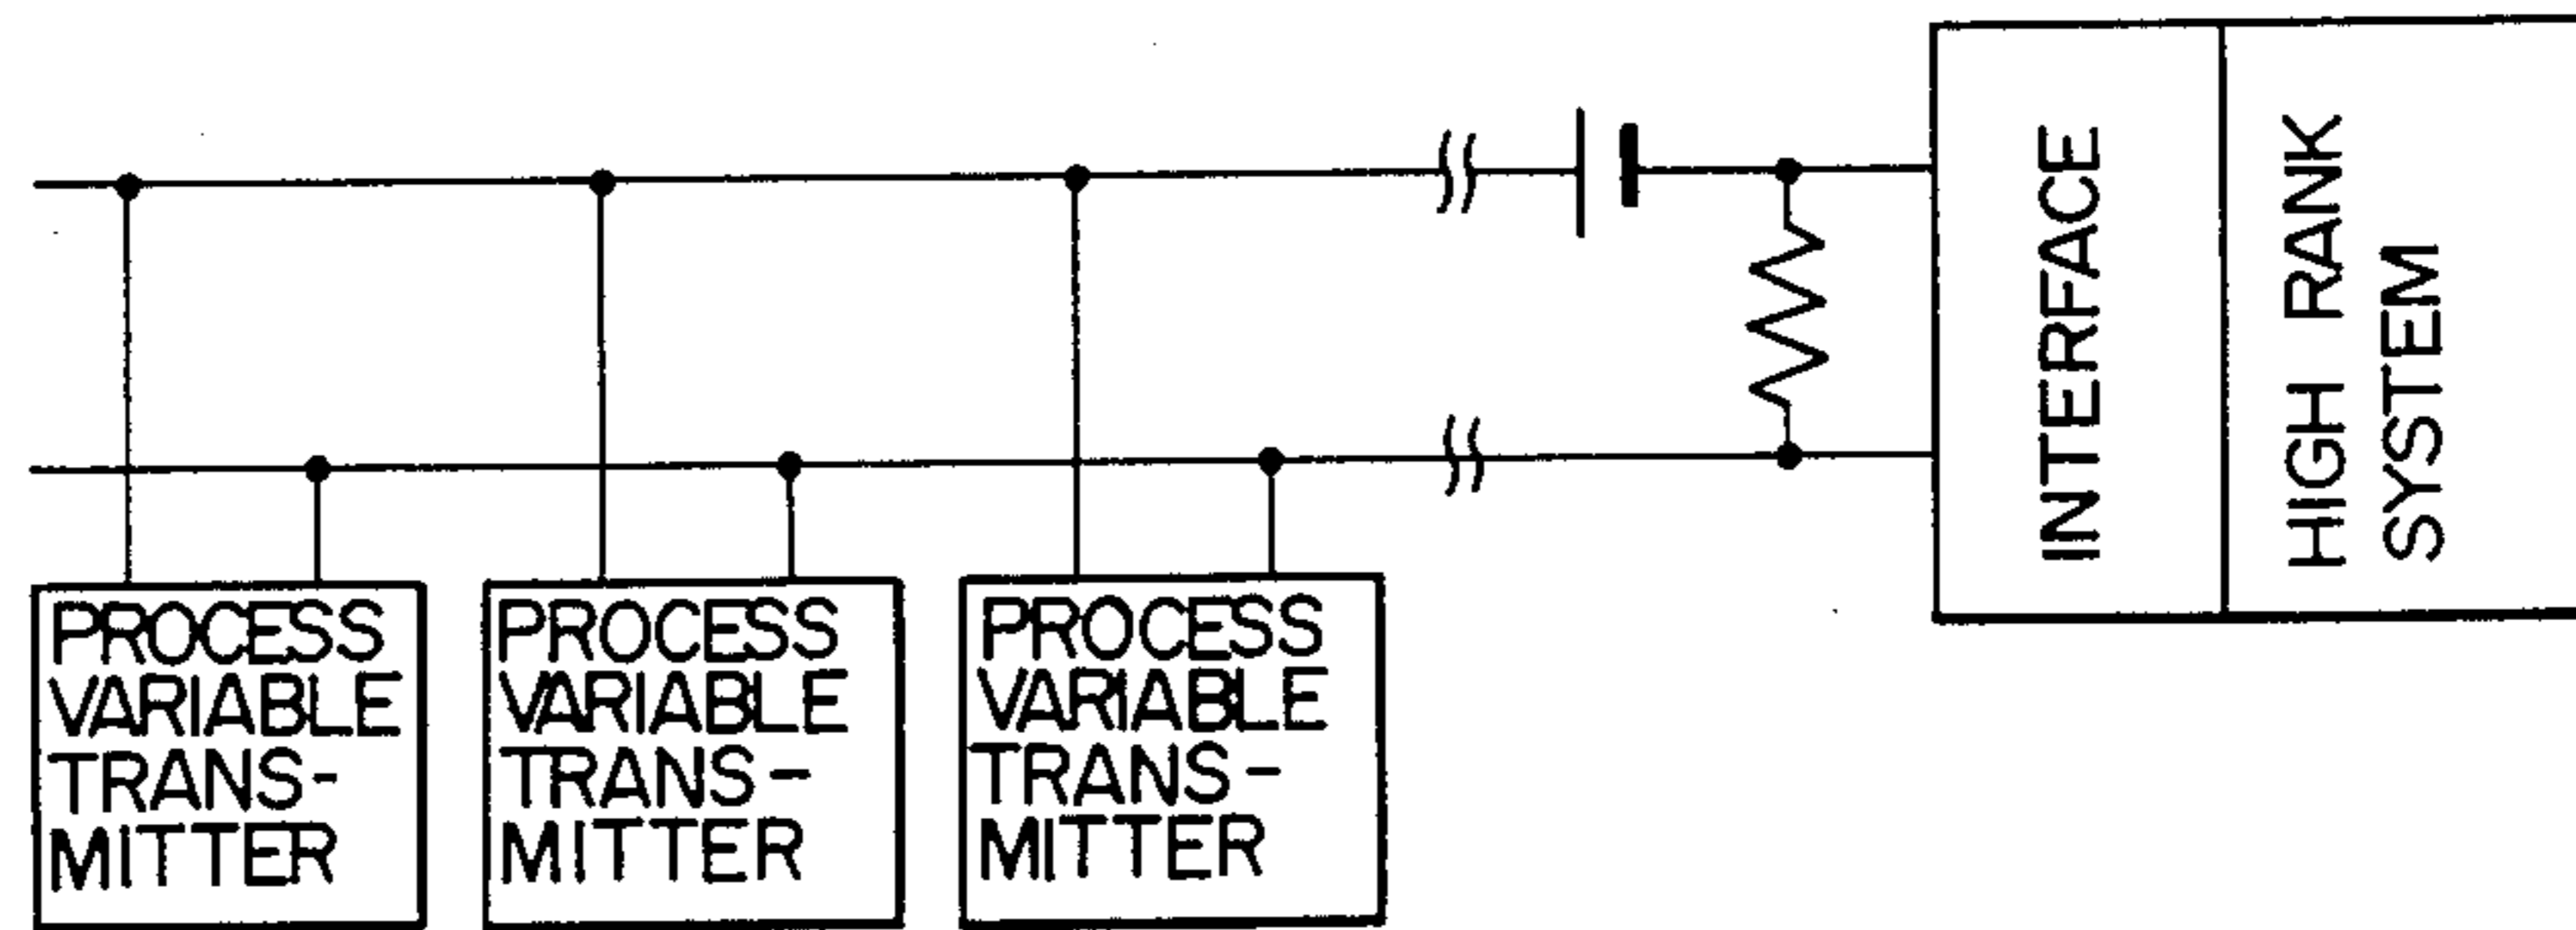 PROCESS
VARIABLE
TRANS-
MITTER
PROCESS
VARIABLE
TRANS-
MITTER
PROCESS
VARIABLE
TRANS-
MITTER
INTERFACE
HIGH RANK
SYSTEM